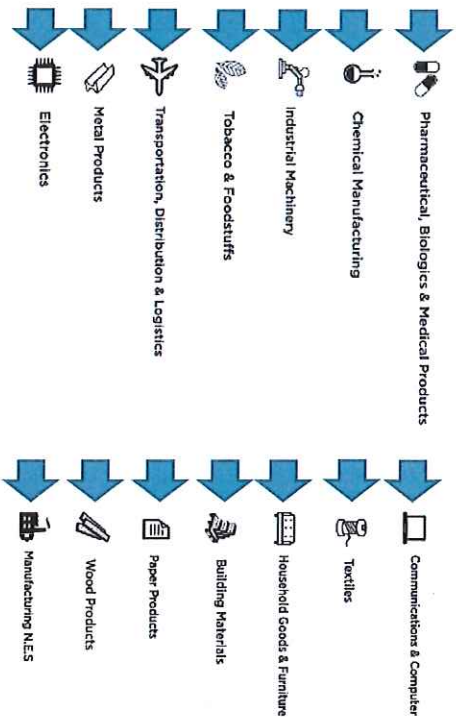 Pharmaceutical, Biologics & Medical Products
Chemical Manufacturing
Industrial Machinery
Tobacco & Foodstuffs
Transportation, Distribution & Logistics
Metal Products
Electronics
Communications & Computer
Textiles
Household Goods & Furniture
Building Materials
Paper Products
Wood Products
Manufacturing N.E.S